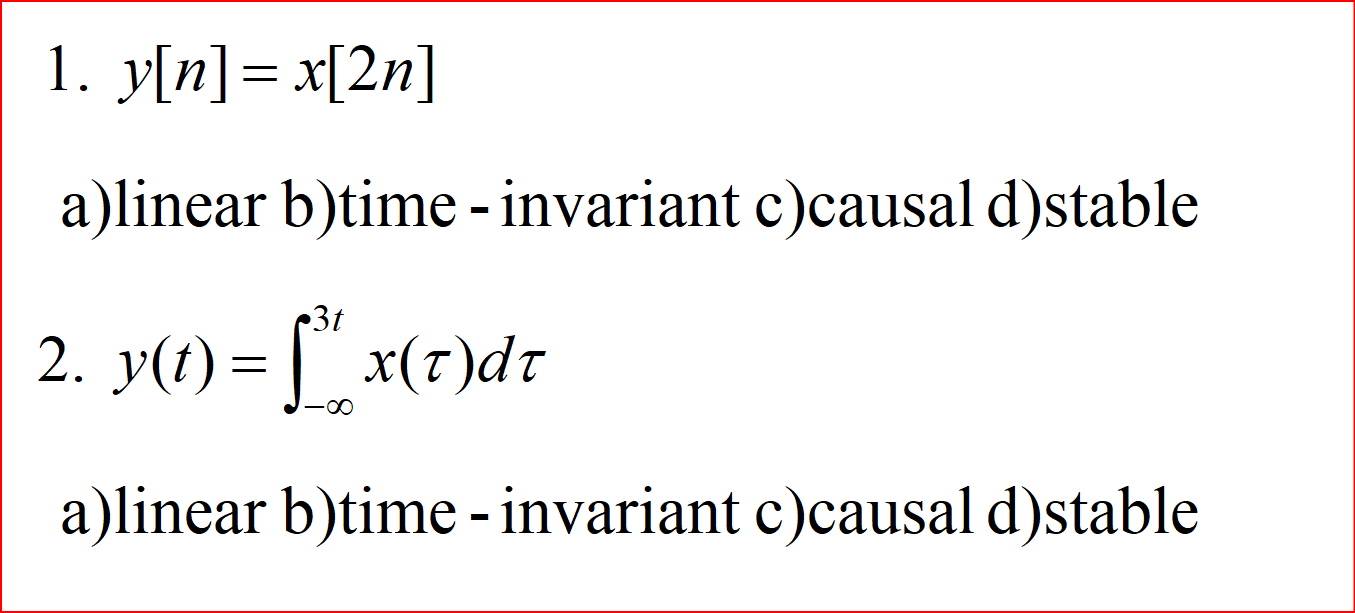 1. y[n] = x[2n]
a)linear b)time - invariant c)causal d)stable
2. y(t) = ∫_{-∞}^{3t} x(τ)dτ
a)linear b)time - invariant c)causal d)stable